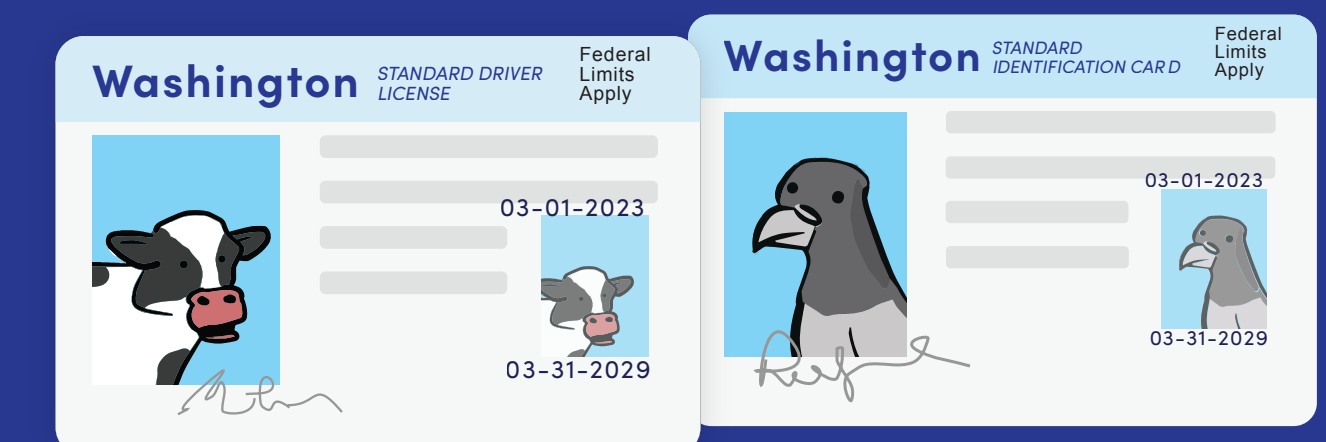 Washington
STANDARD DRIVER
LICENSE
Federal
Limits
Apply
03-01-2023
03-31-2029
Washington
STANDARD
IDENTIFICATION CARD
Federal
Limits
Apply
03-01-2023
03-31-2029